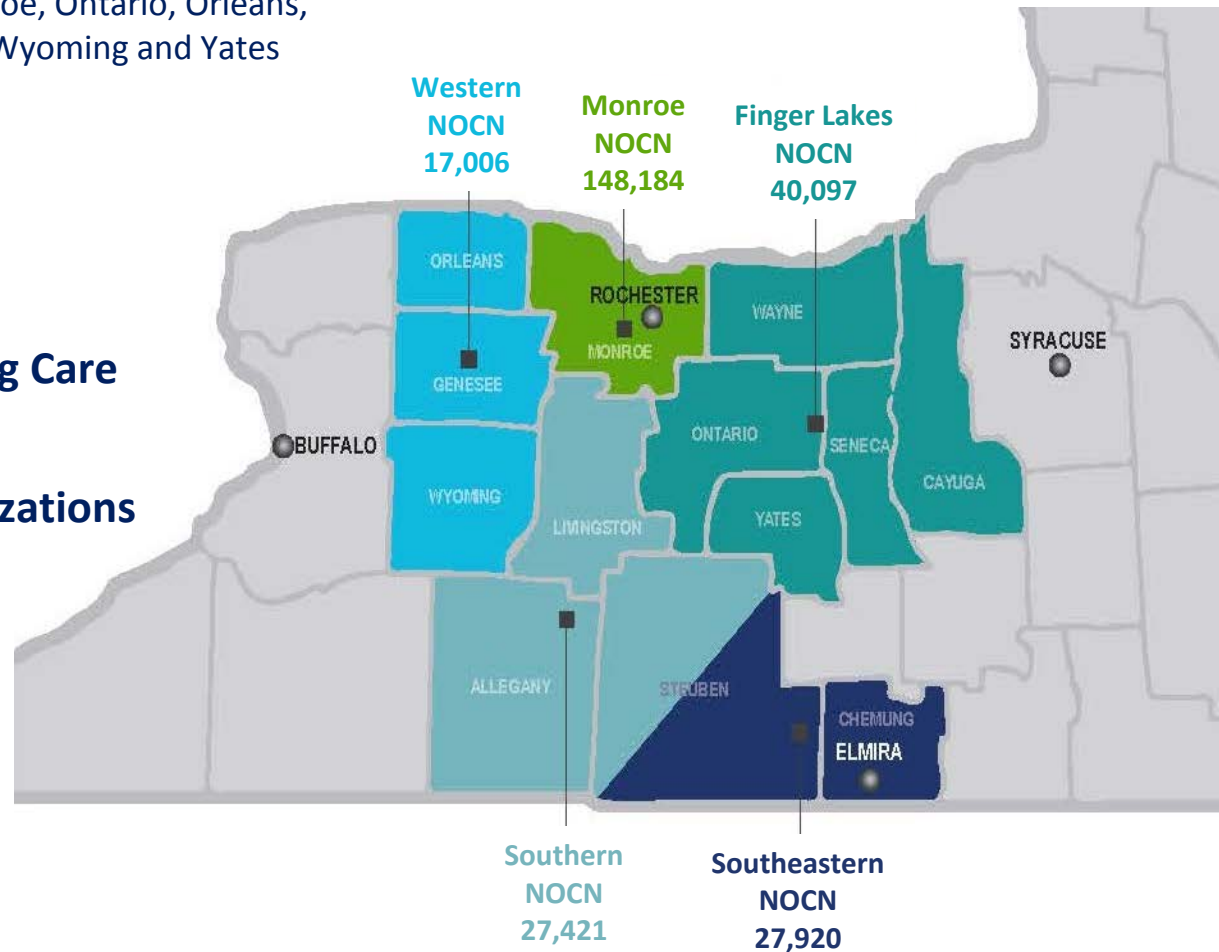 oe, Ontario, Orleans,
Wyoming and Yates
Western
NOCN
17,006
Monroe
NOCN
148,184
Finger Lakes
NOCN
40,097
ORLEANS
ROCHESTER
WAYNE
MONROE
SYRACUSE
g Care
GENESEE
ONTARIO
SENECA
BUFFALO
CAYUGA
WYOMING
zations
LIVINGSTON
YATES
ALLEGANY
STEUBEN
CHEMUNG
ELMIRA
Southern
NOCN
27,421
Southeastern
NOCN
27,920